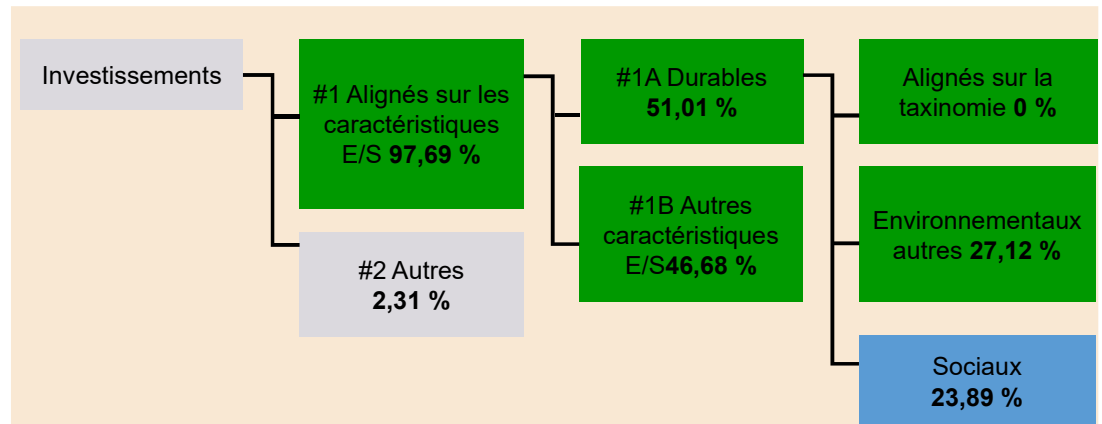 Investissements
#1 Alignés sur les
caractéristiques
E/S 97,69 %
#2 Autres
2,31 %
#1A Durables
51,01 %
#1B Autres
caractéristiques
E/S46,68 %
Alignés sur la
taxinomie 0 %
Environnementaux
autres 27,12 %
Sociaux
23,89 %